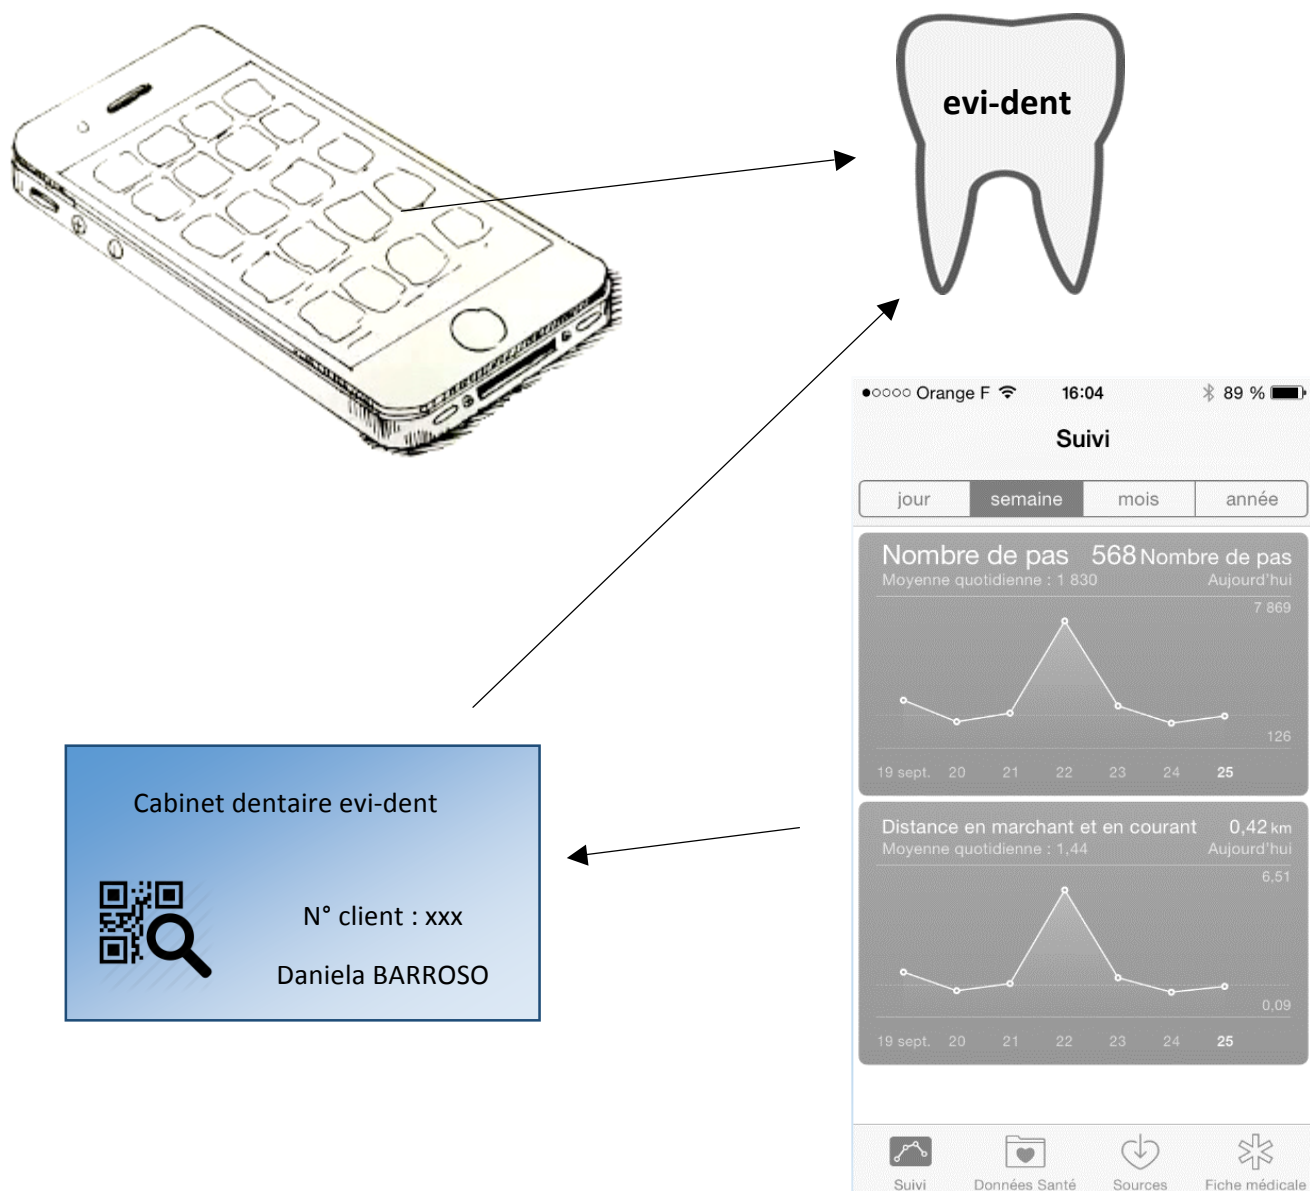 evi-dent
Orange F 16:04 89 %
Suivi
jour semaine mois année
Nombre de pas 568 Nombre de pas
Moyenne quotidienne : 1 830 Aujourd'hui
7 869
126
19 sept. 20 21 22 23 24 25
Distance en marchant et en courant 0,42 km
Moyenne quotidienne : 1,44 Aujourd'hui
6,51
0,09
19 sept. 20 21 22 23 24 25
Suivi Données Santé Sources Fiche médicale
Cabinet dentaire evi-dent
N° client : xxx
Daniela BARROSO